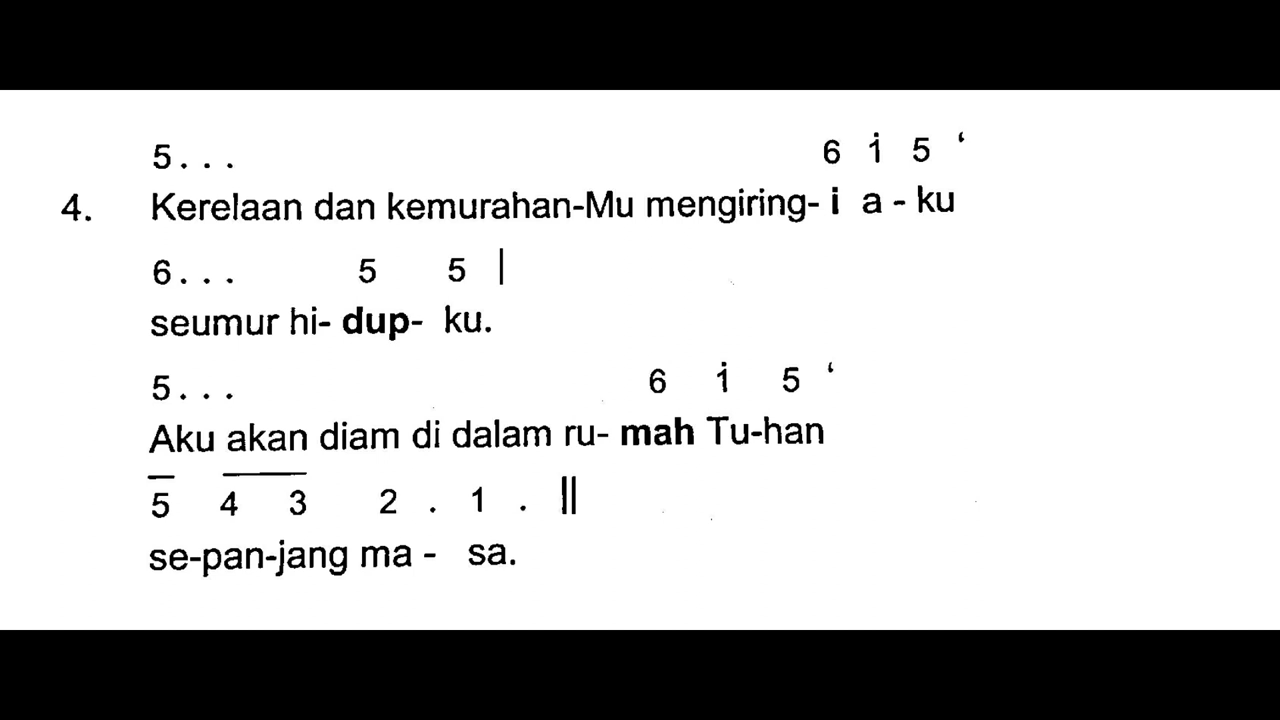 5 . . . 6 i 5 ‘
4. Kerelaan dan kemurahan-Mu mengiring- i a - ku
6 . . . 5 5 |
seumur hi- dup- ku.
5 . . . 6 i 5 ‘
Aku akan diam di dalam ru- mah Tu-han
5 4 3 2 . 1 . ||
se-pan-jang ma - sa.